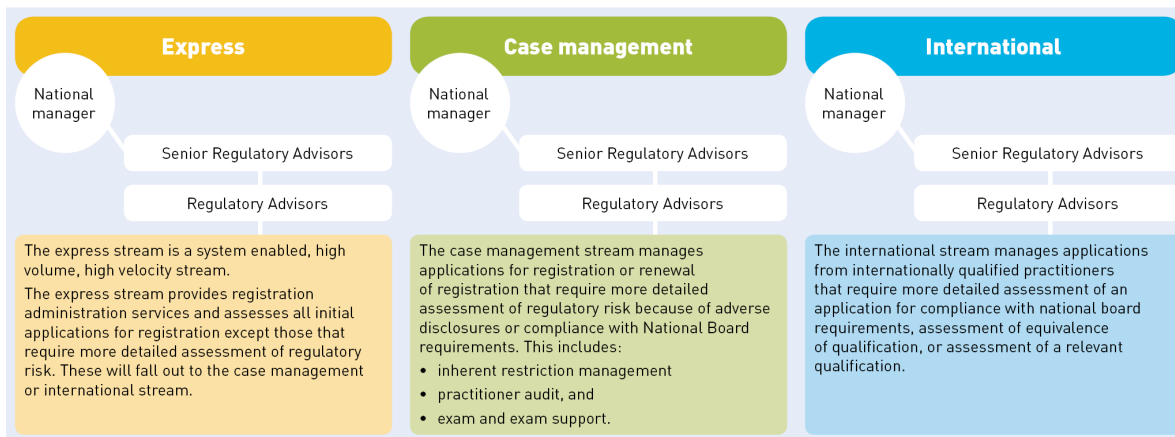 Express
National
manager
Senior Regulatory Advisors
Regulatory Advisors
The express stream is a system enabled, high
volume, high velocity stream.
The express stream provides registration
administration services and assesses all initial
applications for registration except those that
require more detailed assessment of regulatory
risk. These will fall out to the case management
or international stream.
Case management
National
manager
Senior Regulatory Advisors
Regulatory Advisors
The case management stream manages
applications for registration or renewal
of registration that require more detailed
assessment of regulatory risk because of adverse
disclosures or compliance with National Board
requirements. This includes:
• inherent restriction management
• practitioner audit, and
• exam and exam support.
International
National
manager
Senior Regulatory Advisors
Regulatory Advisors
The international stream manages applications
from internationally qualified practitioners
that require more detailed assessment of an
application for compliance with national board
requirements, assessment of equivalence
of qualification, or assessment of a relevant
qualification.